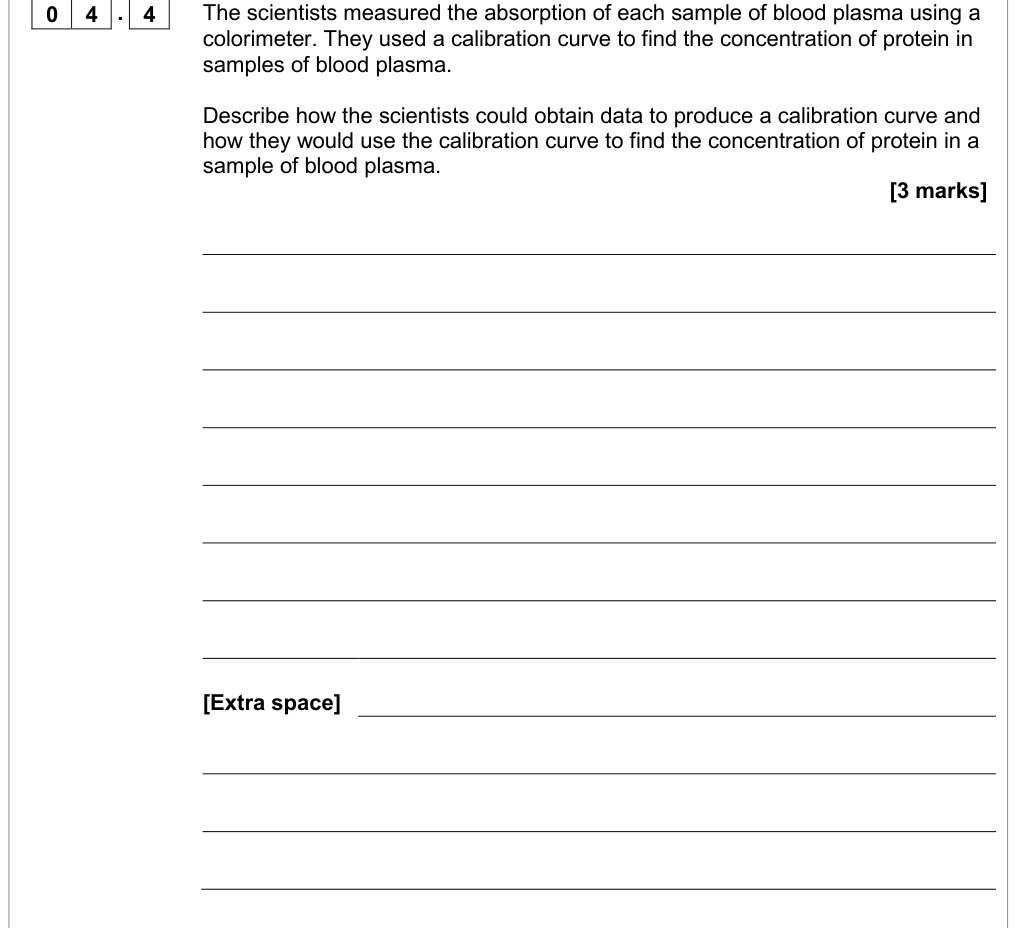 0 4 . 4 The scientists measured the absorption of each sample of blood plasma using a
colorimeter. They used a calibration curve to find the concentration of protein in
samples of blood plasma.
Describe how the scientists could obtain data to produce a calibration curve and
how they would use the calibration curve to find the concentration of protein in a
sample of blood plasma.
[3 marks]
[Extra space]